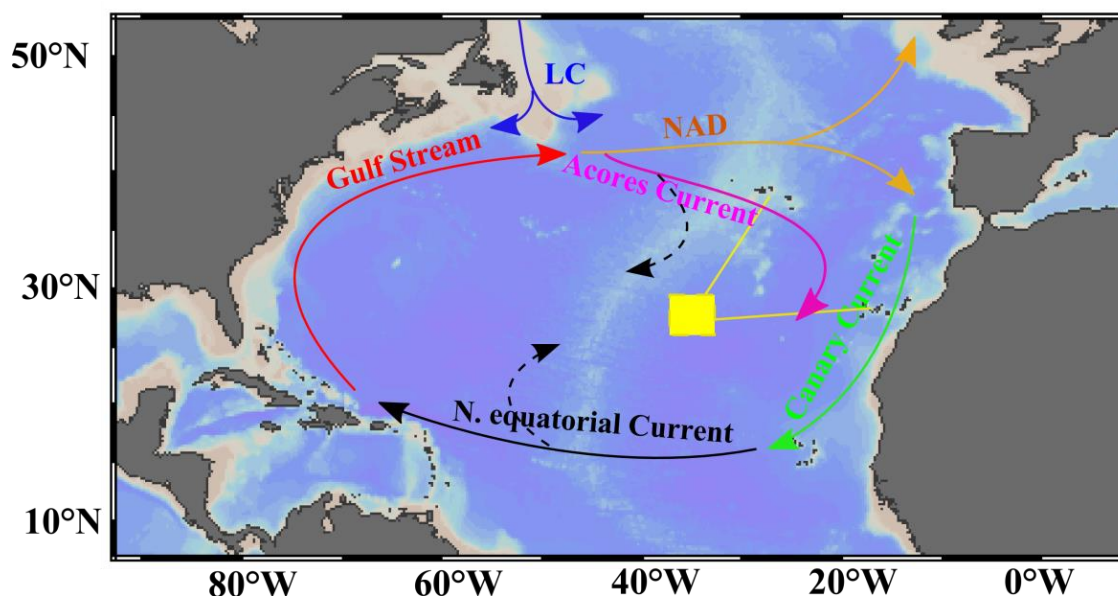 50°N
LC
NAD
Gulf Stream
Acores Current
30°N
Canary Current
N. equatorial Current
10°N
80°W
60°W
40°W
20°W
0°W